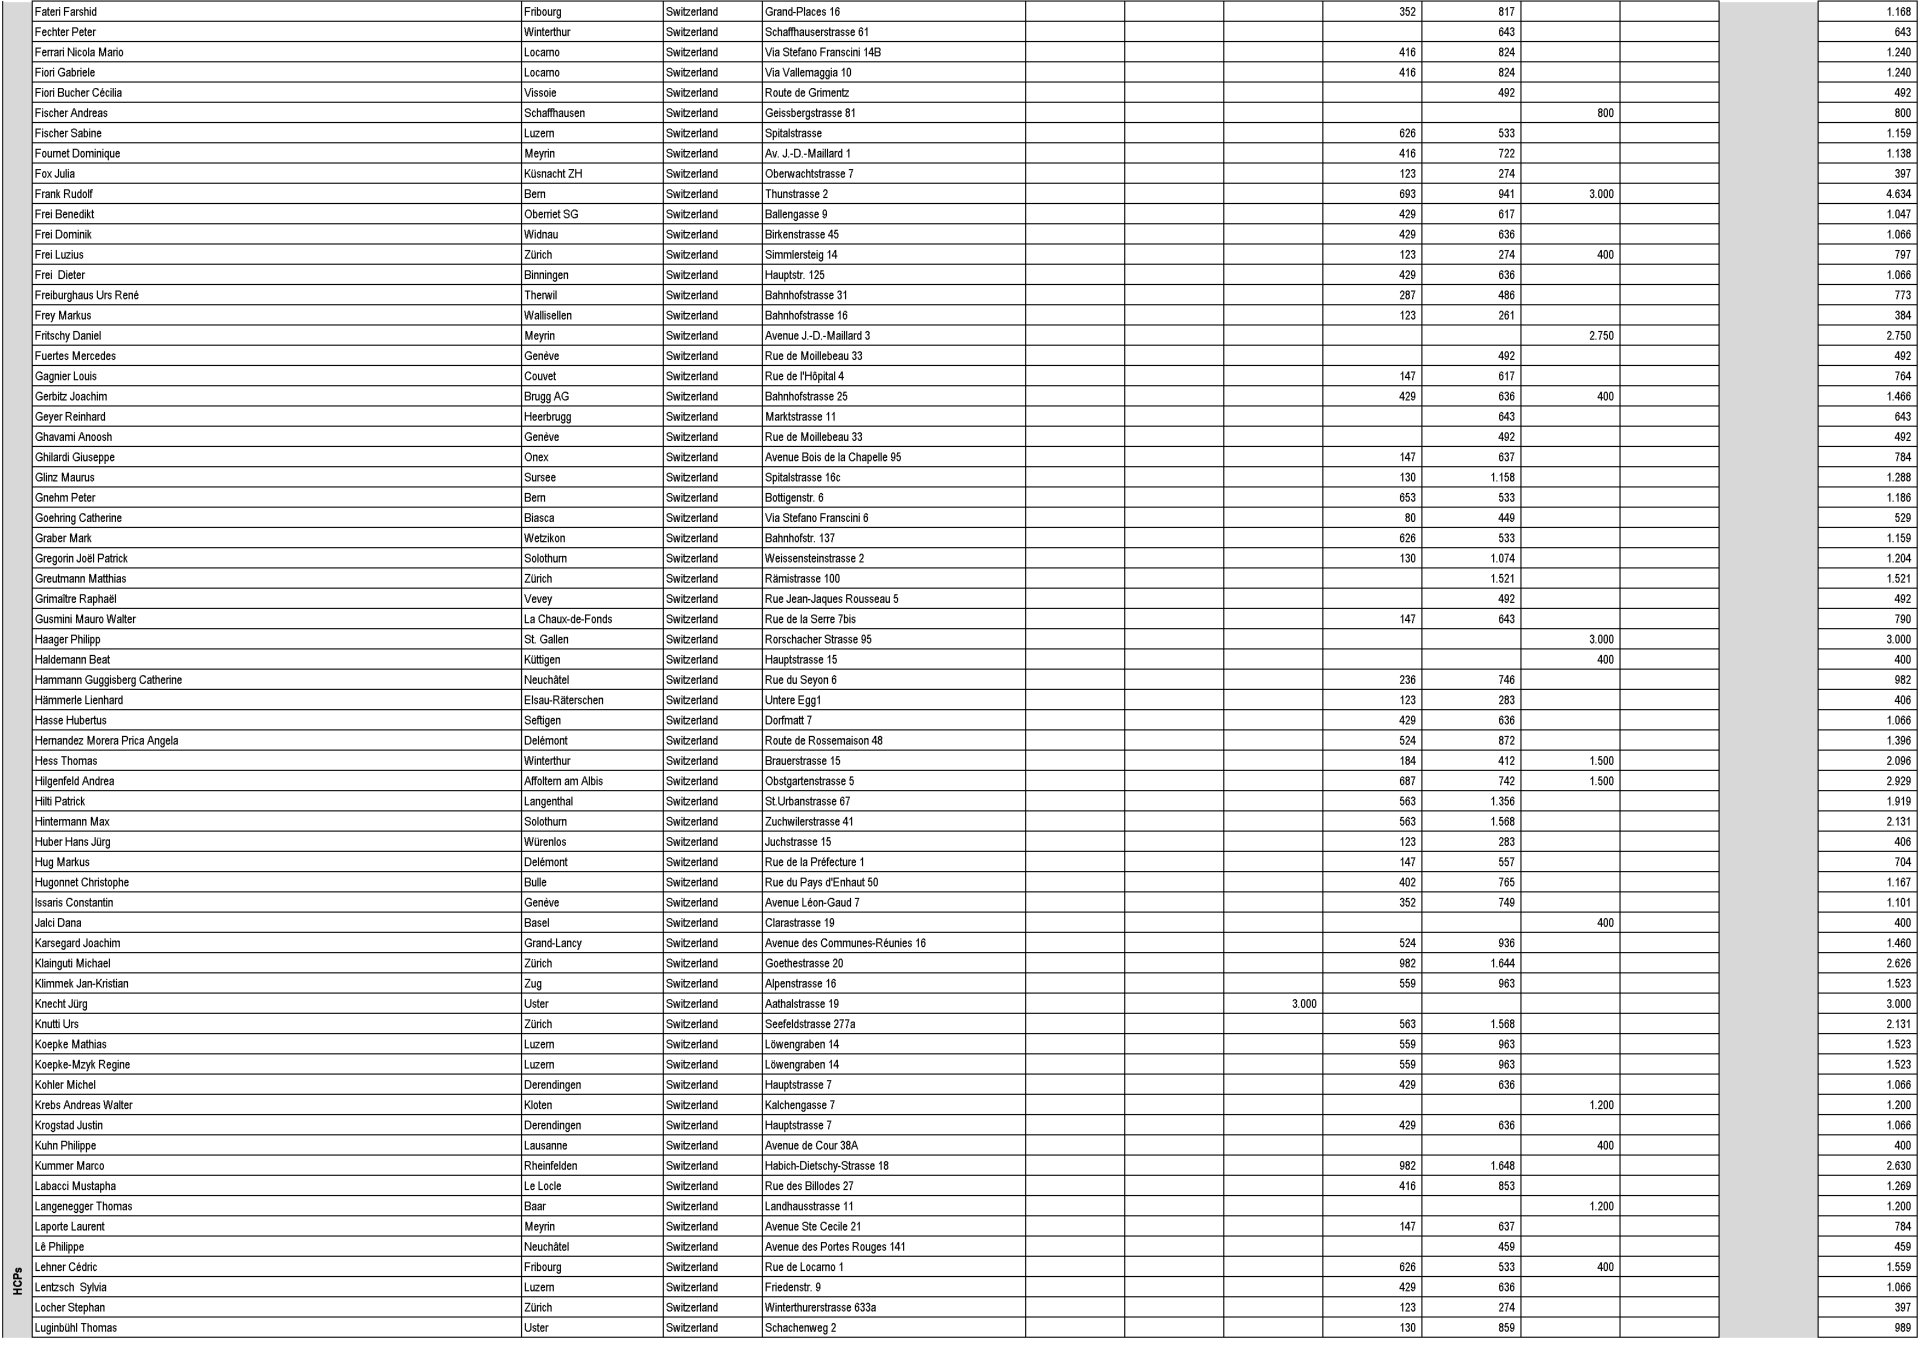 Fateri Farshid Fribourg Switzerland Grand-Places 16 352 817 1.168
Fechter Peter Winterthur Switzerland Schaffhauserstrasse 61 643 643
Ferrari Nicola Mario Locarno Switzerland Via Stefano Franscini 14B 416 824 1.240
Fiori Gabriele Locarno Switzerland Via Vallemaggia 10 416 824 1.240
Fiori Bucher Cécilia Vissoie Switzerland Route de Grimentz 492 492
Fischer Andreas Schaffhausen Switzerland Geissbergstrasse 81 800 800
Fischer Sabine Luzern Switzerland Spitalstrasse 626 533 1.159
Fournet Dominique Meyrin Switzerland Av. J.-D.-Maillard 1 416 722 1.138
Fox Julia Küsnacht ZH Switzerland Oberwachtstrasse 7 123 274 397
Frank Rudolf Bern Switzerland Thunstrasse 2 693 941 3.000 4.634
Frei Benedikt Oberriet SG Switzerland Ballengasse 9 429 617 1.047
Frei Dominik Widnau Switzerland Birkenstrasse 45 429 636 1.066
Frei Luzius Zürich Switzerland Simmlersteig 14 123 274 400 797
Frei Dieter Binningen Switzerland Hauptstr. 125 429 636 1.066
Freiburghaus Urs René Therwil Switzerland Bahnhofstrasse 31 287 486 773
Frey Markus Wallisellen Switzerland Bahnhofstrasse 16 123 261 384
Fritschy Daniel Meyrin Switzerland Avenue J.-D.-Maillard 3 2.750 2.750
Fuertes Mercedes Genève Switzerland Rue de Moillebeau 33 492 492
Gagnier Louis Couvet Switzerland Rue de l'Hôpital 4 147 617 764
Gerbitz Joachim Brugg AG Switzerland Bahnhofstrasse 25 429 636 400 1.466
Geyer Reinhard Heerbrugg Switzerland Marktstrasse 11 643 643
Ghavami Anoosh Genève Switzerland Rue de Moillebeau 33 492 492
Ghilardi Giuseppe Onex Switzerland Avenue Bois de la Chapelle 95 147 637 784
Glinz Maurus Sursee Switzerland Spitalstrasse 16c 130 1.158 1.288
Gnehm Peter Bern Switzerland Bottigenstr. 6 653 533 1.186
Goehring Catherine Biasca Switzerland Via Stefano Franscini 6 80 449 529
Graber Mark Wetzikon Switzerland Bahnhofstr. 137 626 533 1.159
Gregorin Joël Patrick Solothurn Switzerland Weissensteinstrasse 2 130 1.074 1.204
Greutmann Matthias Zürich Switzerland Rämistrasse 100 1.521 1.521
Grimaître Raphaël Vevey Switzerland Rue Jean-Jaques Rousseau 5 492 492
Gusmini Mauro Walter La Chaux-de-Fonds Switzerland Rue de la Serre 7bis 147 643 790
Haager Philipp St. Gallen Switzerland Rorschacher Strasse 95 3.000 3.000
Haldemann Beat Küttigen Switzerland Hauptstrasse 15 400 400
Hammann Guggisberg Catherine Neuchâtel Switzerland Rue du Seyon 6 236 746 982
Hämmerle Lienhard Elsau-Räterschen Switzerland Untere Egg1 123 283 406
Hasse Hubertus Seftigen Switzerland Dorfmatt 7 429 636 1.066
Hernandez Morera Prica Angela Delémont Switzerland Route de Rossemaison 48 524 872 1.396
Hess Thomas Winterthur Switzerland Brauerstrasse 15 184 412 1.500 2.096
Hilgenfeld Andrea Affoltern am Albis Switzerland Obstgartenstrasse 5 687 742 1.500 2.929
Hilti Patrick Langenthal Switzerland St.Urbanstrasse 67 563 1.356 1.919
Hintermann Max Solothurn Switzerland Zuchwilerstrasse 41 563 1.568 2.131
Huber Hans Jürg Würenlos Switzerland Juchstrasse 15 123 283 406
Hug Markus Delémont Switzerland Rue de la Préfecture 1 147 557 704
Hugonnet Christophe Bulle Switzerland Rue du Pays d'Enhaut 50 402 765 1.167
Issaris Constantin Genève Switzerland Avenue Léon-Gaud 7 352 749 1.101
Jalci Dana Basel Switzerland Clarastrasse 19 400 400
Karsegard Joachim Grand-Lancy Switzerland Avenue des Communes-Réunies 16 524 936 1.460
Klainguti Michael Zürich Switzerland Goethestrasse 20 982 1.644 2.626
Klimmek Jan-Kristian Zug Switzerland Alpenstrasse 16 559 963 1.523
Knecht Jürg Uster Switzerland Aathalstrasse 19 3.000 3.000
Knutti Urs Zürich Switzerland Seefeldstrasse 277a 563 1.568 2.131
Koepke Mathias Luzern Switzerland Löwengraben 14 559 963 1.523
Koepke-Mzyk Regine Luzern Switzerland Löwengraben 14 559 963 1.523
Kohler Michel Derendingen Switzerland Hauptstrasse 7 429 636 1.066
Krebs Andreas Walter Kloten Switzerland Kalchengasse 7 1.200 1.200
Krogstad Justin Derendingen Switzerland Hauptstrasse 7 429 636 1.066
Kuhn Philippe Lausanne Switzerland Avenue de Cour 38A 400 400
Kummer Marco Rheinfelden Switzerland Habich-Dietschy-Strasse 18 982 1.648 2.630
Labacci Mustapha Le Locle Switzerland Rue des Billodes 27 416 853 1.269
Langenegger Thomas Baar Switzerland Landhausstrasse 11 1.200 1.200
Laporte Laurent Meyrin Switzerland Avenue Ste Cecile 21 147 637 784
Lê Philippe Neuchâtel Switzerland Avenue des Portes Rouges 141 459 459
Lehner Cédric Fribourg Switzerland Rue de Locarno 1 626 533 400 1.559
Lentzsch Sylvia Luzern Switzerland Friedenstr. 9 429 636 1.066
Locher Stephan Zürich Switzerland Winterthurerstrasse 633a 123 274 397
Luginbühl Thomas Uster Switzerland Schachenweg 2 130 859 989
HCPs